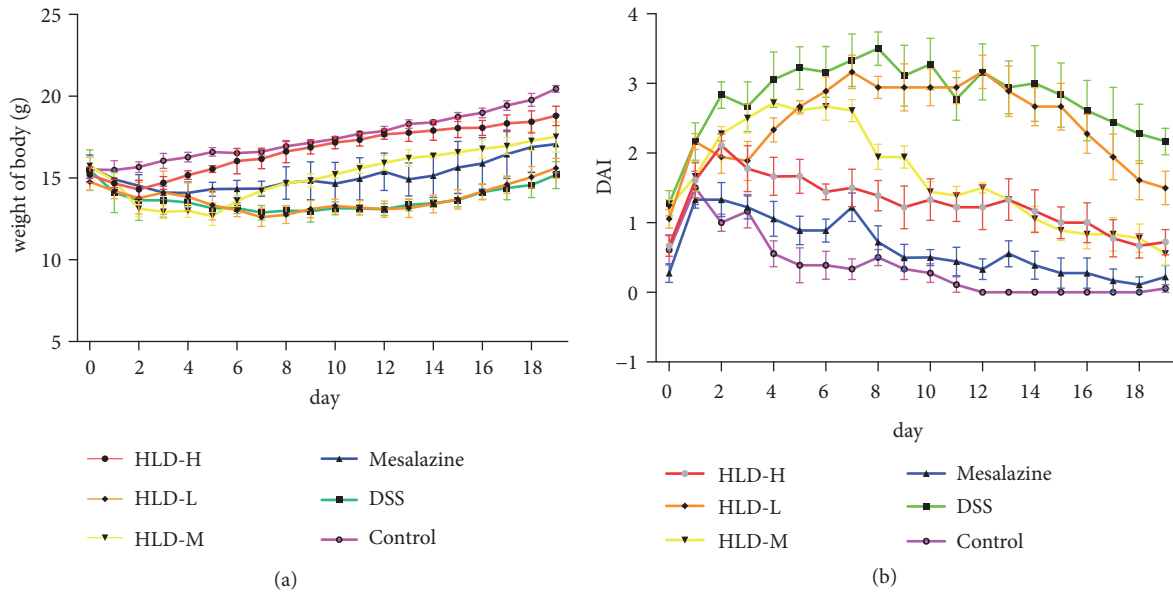 25
20
15
10
5
weight of body (g)
0 2 4 6 8 10 12 14 16 18
day
HLD-H
HLD-L
HLD-M
Mesalazine
DSS
Control
(a)
4
3
2
1
0
−1
DAI
0 2 4 6 8 10 12 14 16 18
day
HLD-H
HLD-L
HLD-M
Mesalazine
DSS
Control
(b)